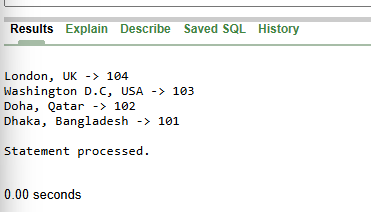 Results Explain Describe Saved SQL History
London, UK -> 104
Washington D.C, USA -> 103
Doha, Qatar -> 102
Dhaka, Bangladesh -> 101
Statement processed.
0.00 seconds